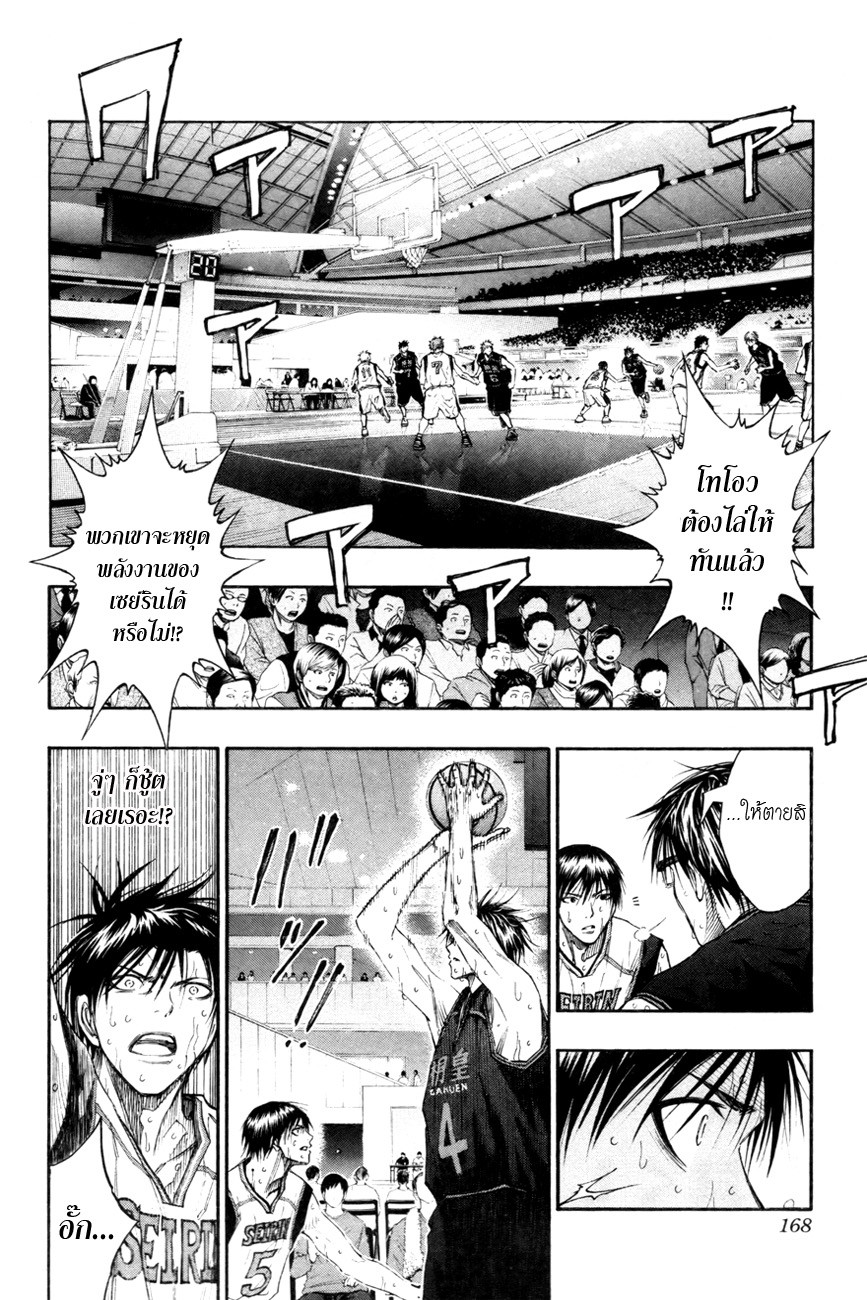 ワ
ア
ア
ア
ア
20
7
โทโอว
ต้องไล่ให้
ทันแล้ว
!!
พวกเขาจะหยุด
พลังงานของ
เซย์รินได้
หรือไม่!?
ア
ア
ア
...ให้ตายสิ
SEIRIN
จู่ๆ ก็ชู้ต
เลยเรอะ!?
桐皇
GAKUEN
4
SEIRIN
5
อั๊ก...
SEIRIN
168